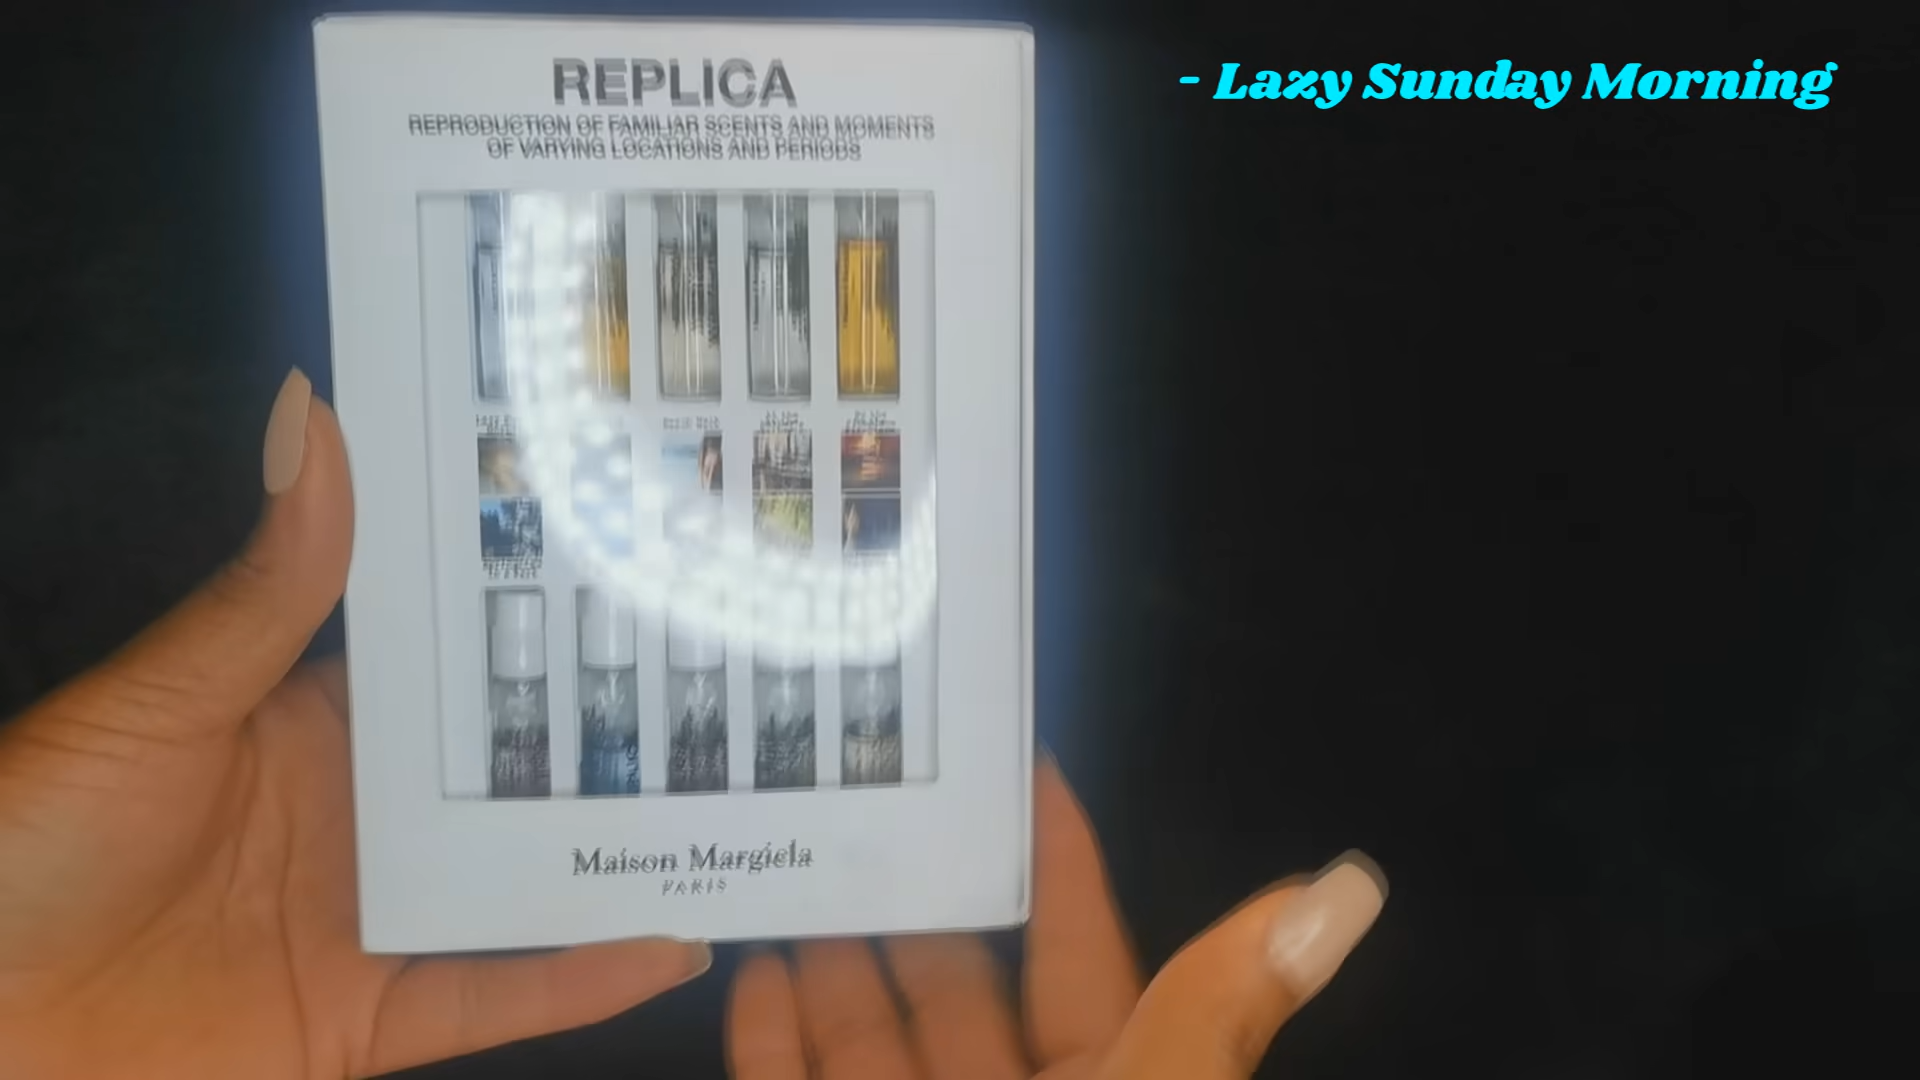 REPLICA
REPRODUCTION OF FAMILIAR SCENTS AND MOMENTS
OF VARYING LOCATIONS AND PERIODS
- Lazy Sunday Morning
Maison Margiela
PARIS